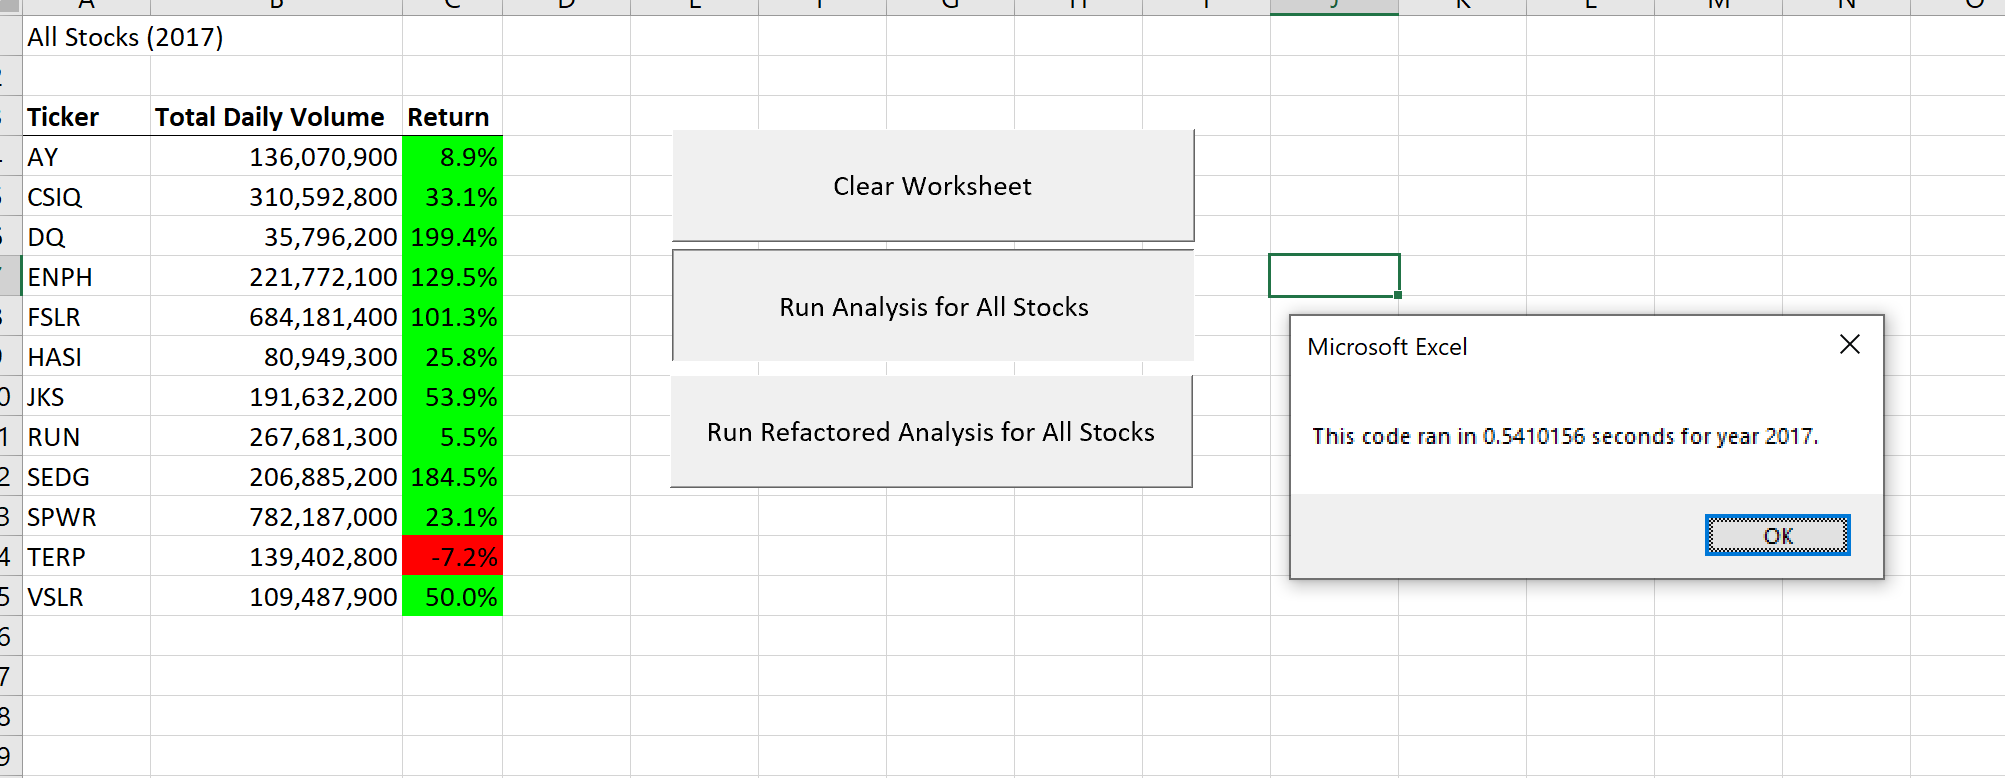 All Stocks (2017)
Ticker Total Daily Volume Return
AY 136,070,900 8.9%
CSIQ 310,592,800 33.1%
DQ 35,796,200 199.4%
ENPH 221,772,100 129.5%
FSLR 684,181,400 101.3%
HASI 80,949,300 25.8%
JKS 191,632,200 53.9%
RUN 267,681,300 5.5%
SEDG 206,885,200 184.5%
SPWR 782,187,000 23.1%
TERP 139,402,800 -7.2%
VSLR 109,487,900 50.0%
Clear Worksheet
Run Analysis for All Stocks
Run Refactored Analysis for All Stocks
Microsoft Excel
This code ran in 0.5410156 seconds for year 2017.
OK